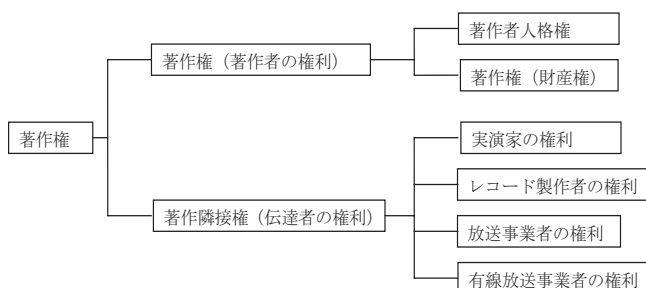 著作者人格権
著作権（著作者の権利）
著作権（財産権）
著作権
実演家の権利
レコード製作者の権利
著作隣接権（伝達者の権利）
放送事業者の権利
有線放送事業者の権利